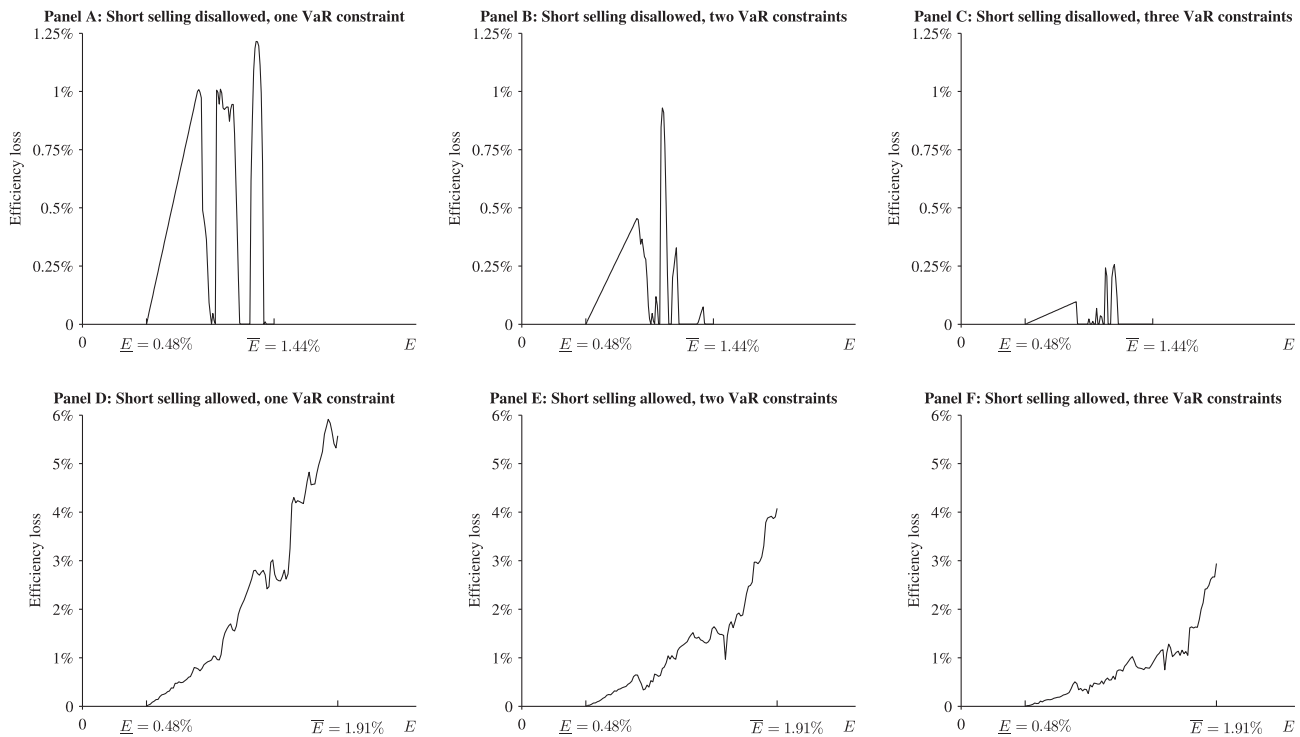 Panel A: Short selling disallowed, one VaR constraint
1.25%
1%
0.75%
0.5%
0.25%
0
Efficiency loss
0
E = 0.48%
E = 1.44%
E
Panel B: Short selling disallowed, two VaR constraints
1.25%
1%
0.75%
0.5%
0.25%
0
Efficiency loss
0
E = 0.48%
E = 1.44%
E
Panel C: Short selling disallowed, three VaR constraints
1.25%
1%
0.75%
0.5%
0.25%
0
Efficiency loss
0
E = 0.48%
E = 1.44%
E
Panel D: Short selling allowed, one VaR constraint
6%
5%
4%
3%
2%
1%
0
Efficiency loss
0
E = 0.48%
E = 1.91%
E
Panel E: Short selling allowed, two VaR constraints
6%
5%
4%
3%
2%
1%
0
Efficiency loss
0
E = 0.48%
E = 1.91%
E
Panel F: Short selling allowed, three VaR constraints
6%
5%
4%
3%
2%
1%
0
Efficiency loss
0
E = 0.48%
E = 1.91%
E